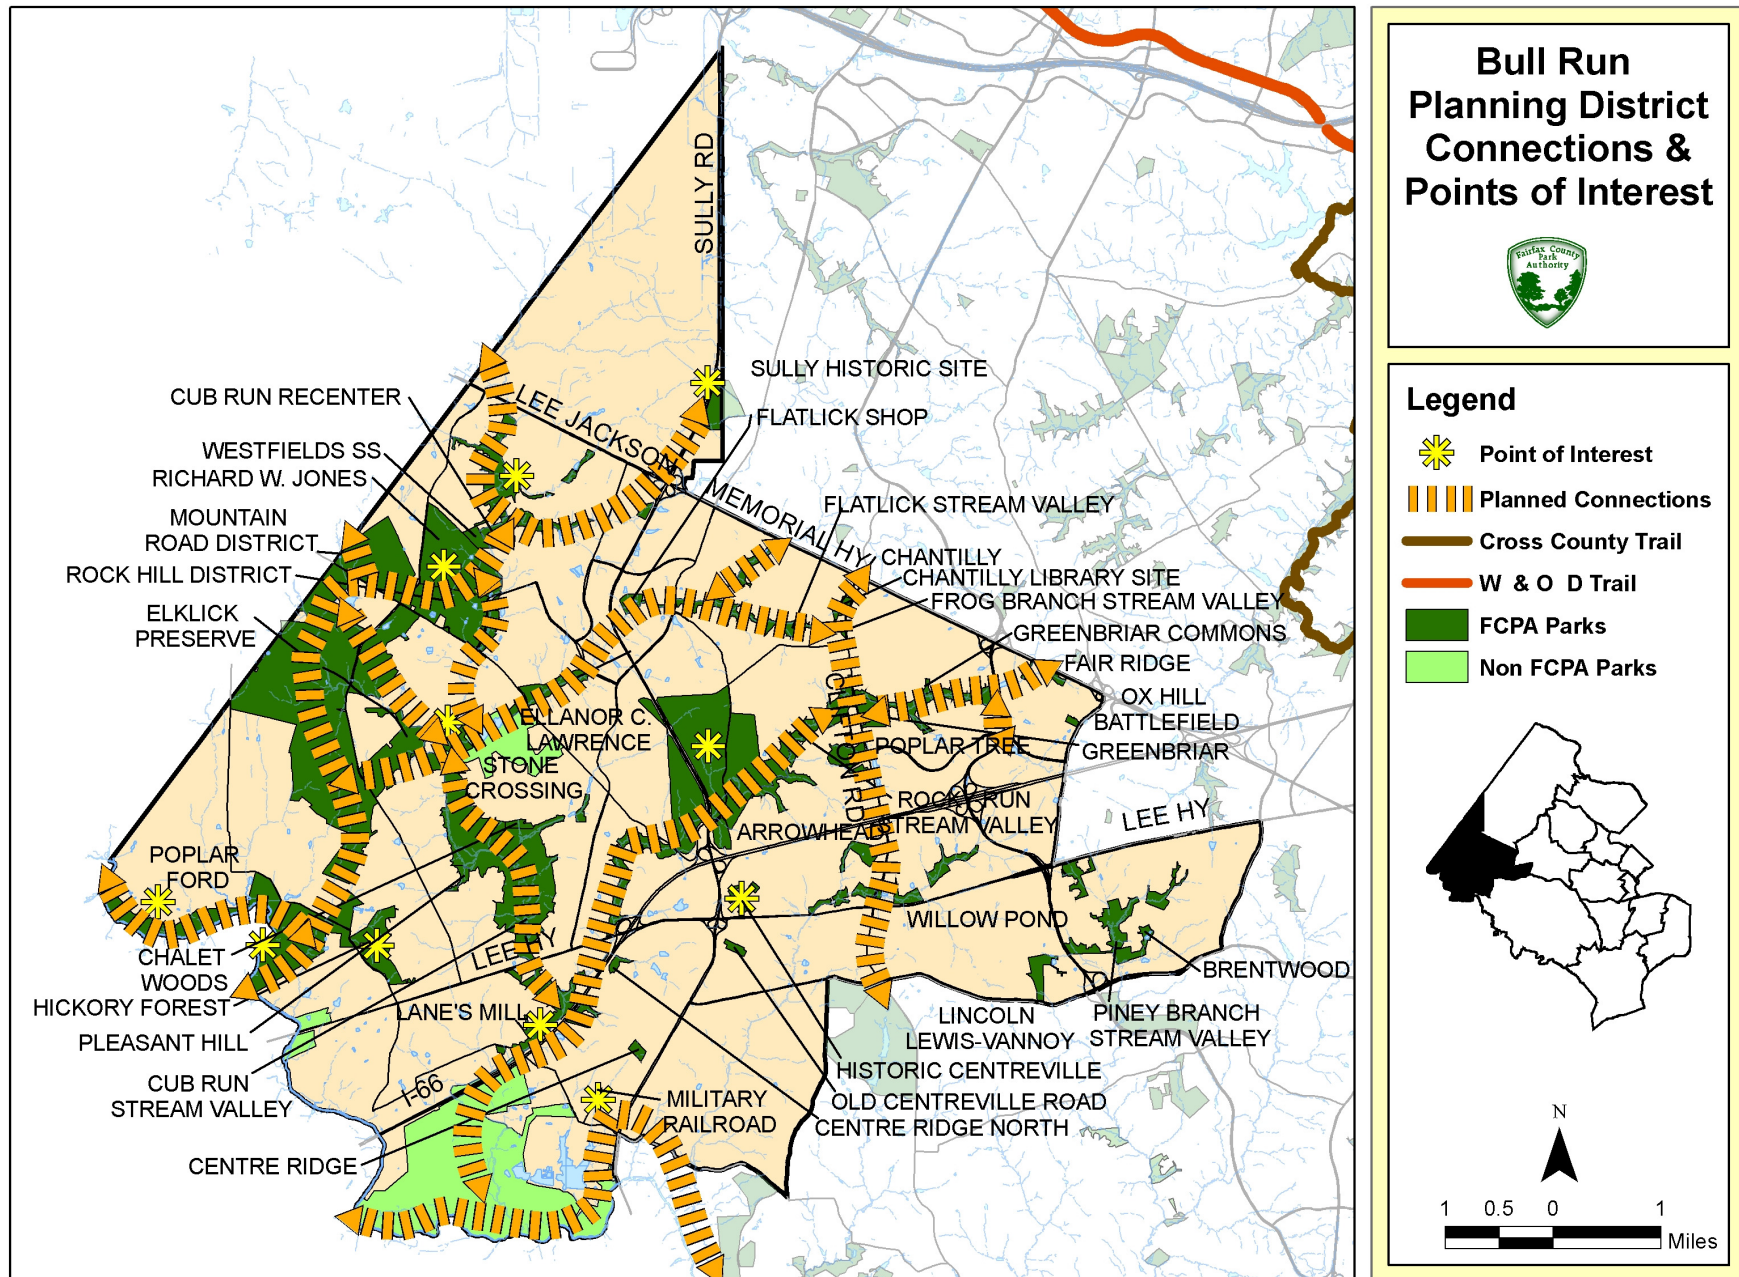 Bull Run
Planning District
Connections &
Points of Interest
Fairfax County
Park
Authority
Legend
Point of Interest
Planned Connections
Cross County Trail
W & O D Trail
FCPA Parks
Non FCPA Parks
N
1 0.5 0 1
Miles
SULLY RD
SULLY HISTORIC SITE
CUB RUN RECENTER
LEE JACKSON
MEMORIAL HY
FLATLICK SHOP
WESTFIELDS SS
RICHARD W. JONES
FLATLICK STREAM VALLEY
MOUNTAIN
ROAD DISTRICT
CHANTILLY
ROCK HILL DISTRICT
CHANTILLY LIBRARY SITE
FROG BRANCH STREAM VALLEY
ELKLICK
PRESERVE
GREENBRIAR COMMONS
FAIR RIDGE
OX HILL
BATTLEFIELD
ELLANOR C.
LAWRENCE
CLIFTON RD
POPLAR TREE
GREENBRIAR
STONE
CROSSING
ROCKY RUN
STREAM VALLEY
LEE HY
ARROWHEAD
POPLAR
FORD
WILLOW POND
LEE HY
CHALET
WOODS
BRENTWOOD
HICKORY FOREST
LANE'S MILL
LINCOLN
LEWIS-VANNOY
PINEY BRANCH
STREAM VALLEY
PLEASANT HILL
HISTORIC CENTREVILLE
CUB RUN
STREAM VALLEY
I-66
MILITARY
RAILROAD
OLD CENTREVILLE ROAD
CENTRE RIDGE NORTH
CENTRE RIDGE